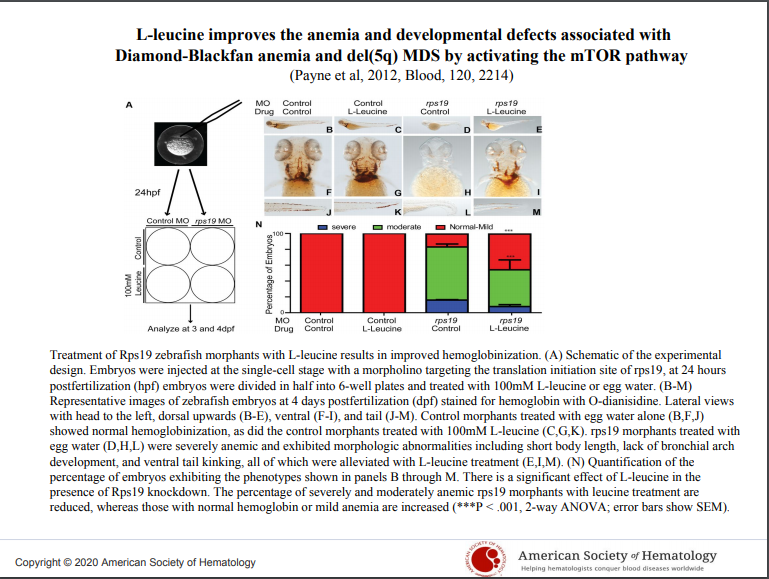 L-leucine improves the anemia and developmental defects associated with
Diamond-Blackfan anemia and del(5q) MDS by activating the mTOR pathway
(Payne et al, 2012, Blood, 120, 2214)
A
MO Control Control rps19 rps19
Drug Control L-Leucine Control L-Leucine
B C D E
F G H I
24hpf
J K L M
Control MO rps19 MO
N
severe moderate Normal-Mild
100
***
***
Percentage of Embryos
Control
100mM
Leucine
0
MO Control Control rps19 rps19
Drug Control L-Leucine Control L-Leucine
Analyze at 3 and 4dpf
Treatment of Rps19 zebrafish morphants with L-leucine results in improved hemoglobinization. (A) Schematic of the experimental
design. Embryos were injected at the single-cell stage with a morpholino targeting the translation initiation site of rps19, at 24 hours
postfertilization (hpf) embryos were divided in half into 6-well plates and treated with 100mM L-leucine or egg water. (B-M)
Representative images of zebrafish embryos at 4 days postfertilization (dpf) stained for hemoglobin with O-dianisidine. Lateral views
with head to the left, dorsal upwards (B-E), ventral (F-I), and tail (J-M). Control morphants treated with egg water alone (B,F,J)
showed normal hemoglobinization, as did the control morphants treated with 100mM L-leucine (C,G,K). rps19 morphants treated with
egg water (D,H,L) were severely anemic and exhibited morphologic abnormalities including short body length, lack of bronchial arch
development, and ventral tail kinking, all of which were alleviated with L-leucine treatment (E,I,M). (N) Quantification of the
percentage of embryos exhibiting the phenotypes shown in panels B through M. There is a significant effect of L-leucine in the
presence of Rps19 knockdown. The percentage of severely and moderately anemic rps19 morphants with leucine treatment are
reduced, whereas those with normal hemoglobin or mild anemia are increased (***P < .001, 2-way ANOVA; error bars show SEM).
Copyright © 2020 American Society of Hematology
American Society of Hematology
Helping hematologists conquer blood diseases worldwide